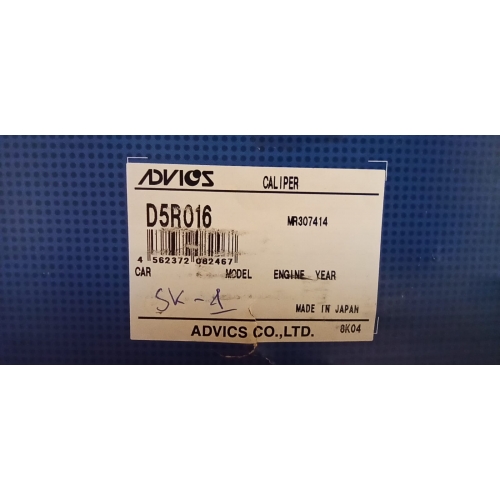 ADVICS CALIPER
D5R016 MR307414
4 562372 082467
CAR MODEL ENGINE YEAR
SK-1
MADE IN JAPAN
ADVICS CO.,LTD. 8K04